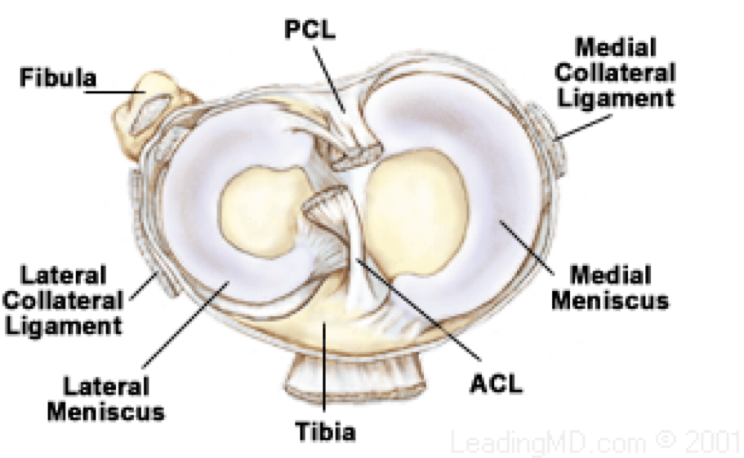 PCL
Medial
Collateral
Ligament
Fibula
Lateral
Collateral
Ligament
Medial
Meniscus
Lateral
Meniscus
ACL
Tibia
LeadingMD.com © 2001